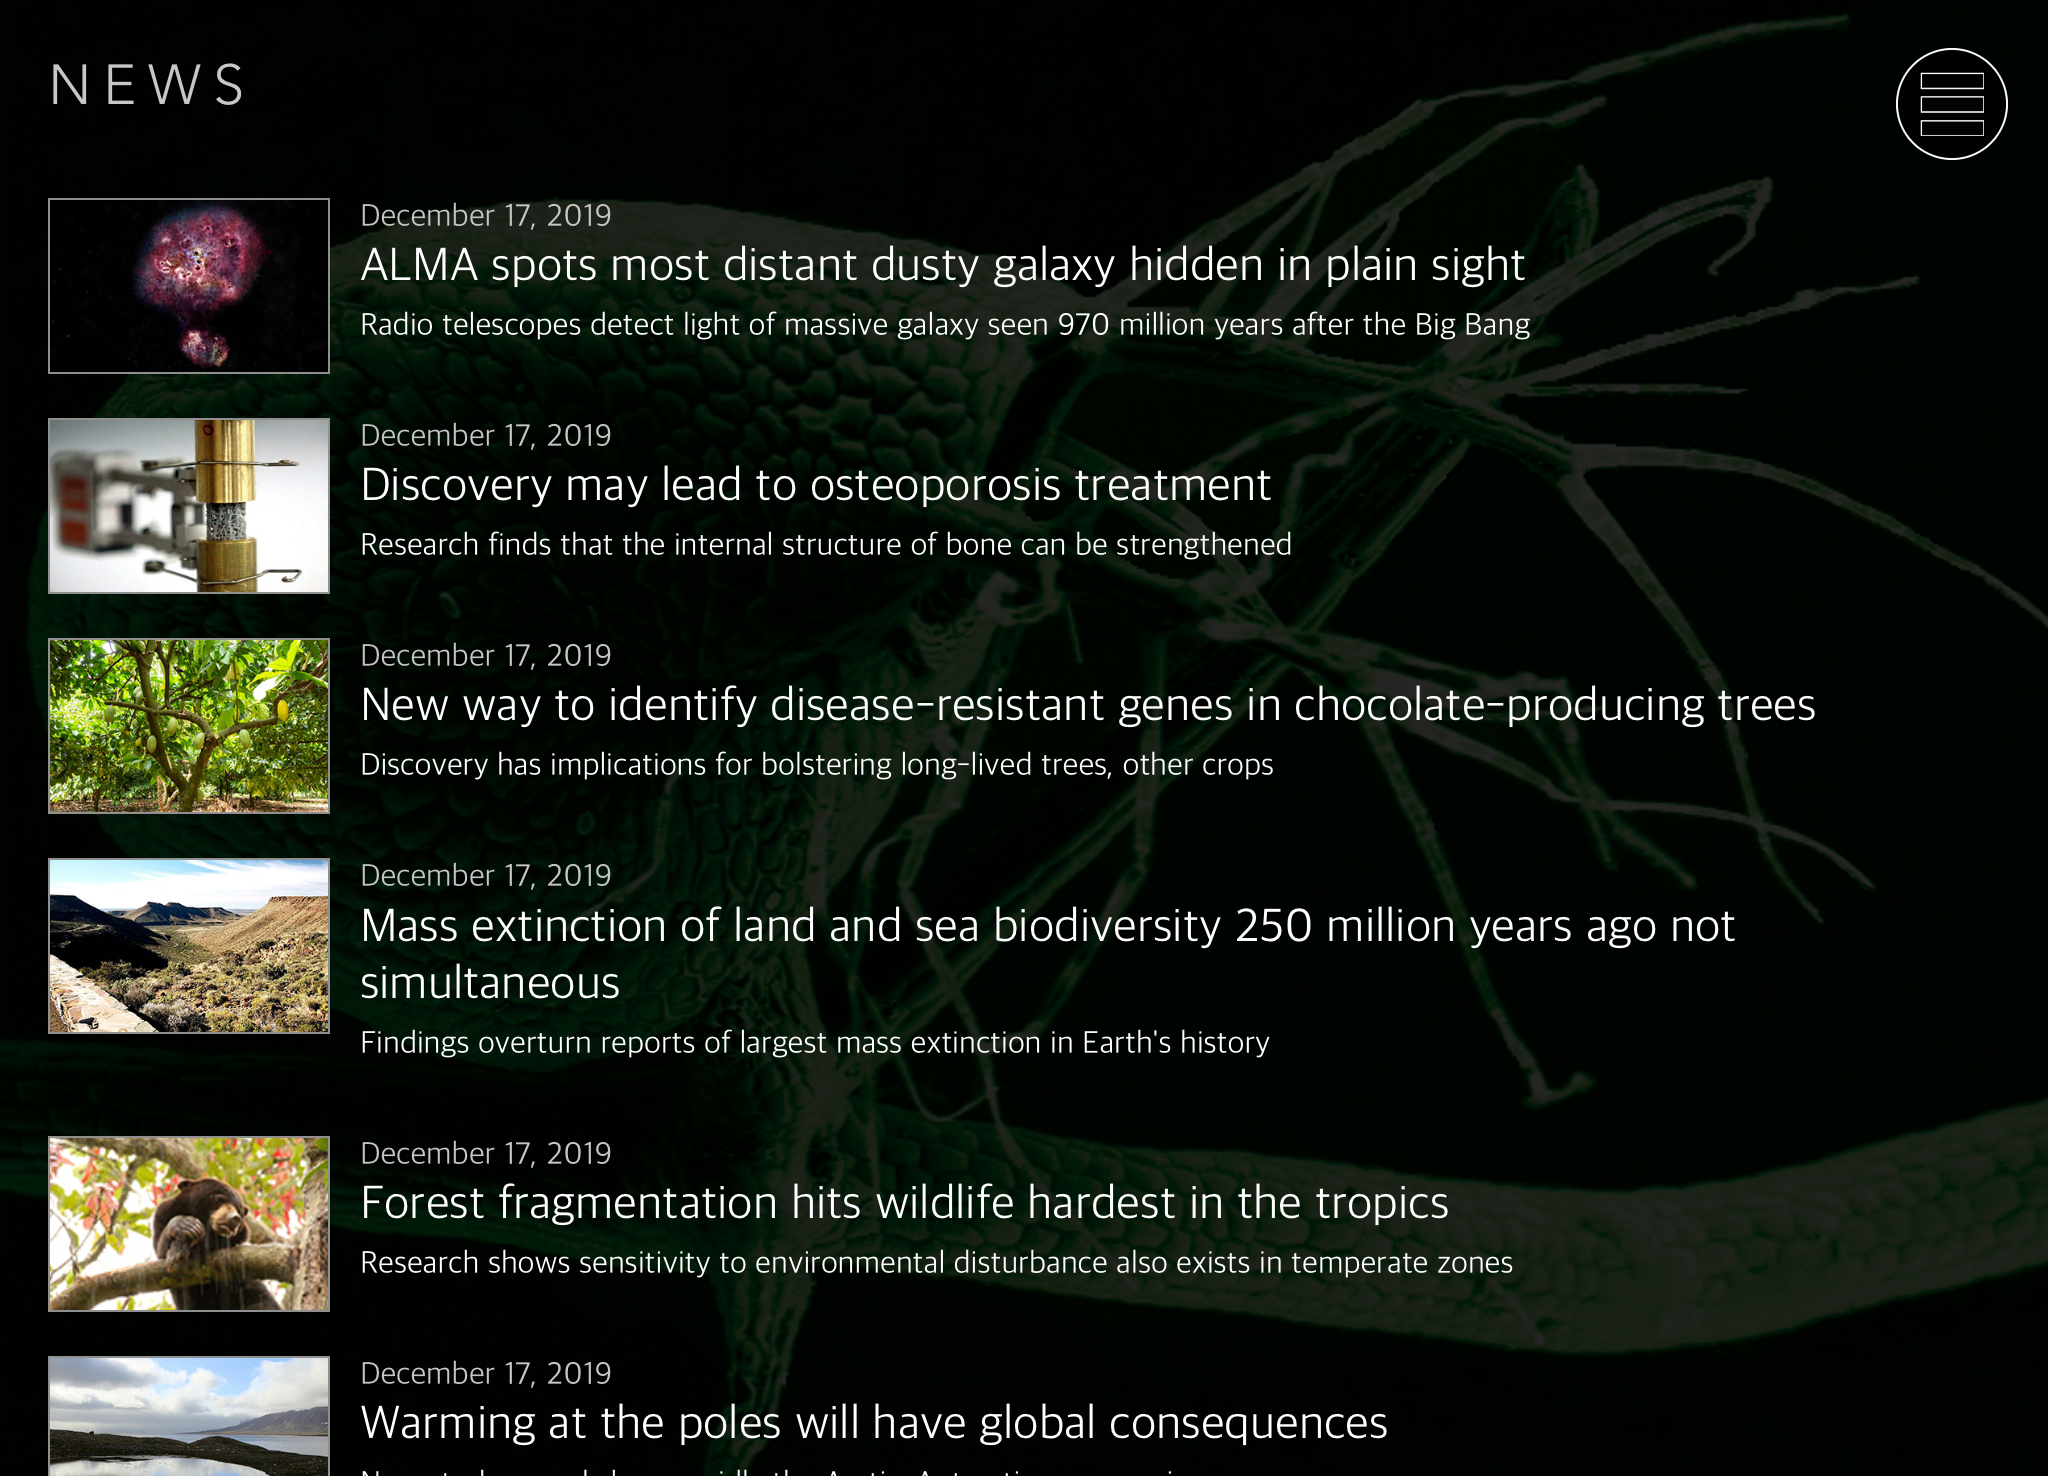 NEWS
December 17, 2019
ALMA spots most distant dusty galaxy hidden in plain sight
Radio telescopes detect light of massive galaxy seen 970 million years after the Big Bang
December 17, 2019
Discovery may lead to osteoporosis treatment
Research finds that the internal structure of bone can be strengthened
December 17, 2019
New way to identify disease-resistant genes in chocolate-producing trees
Discovery has implications for bolstering long-lived trees, other crops
December 17, 2019
Mass extinction of land and sea biodiversity 250 million years ago not
simultaneous
Findings overturn reports of largest mass extinction in Earth's history
December 17, 2019
Forest fragmentation hits wildlife hardest in the tropics
Research shows sensitivity to environmental disturbance also exists in temperate zones
December 17, 2019
Warming at the poles will have global consequences